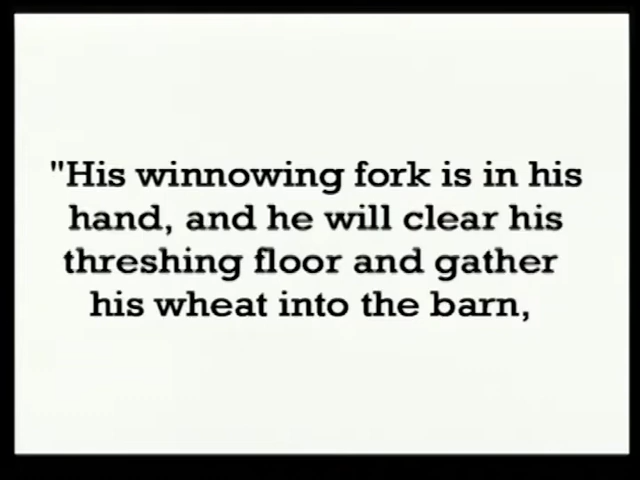 "His winnowing fork is in his
hand, and he will clear his
threshing floor and gather
his wheat into the barn,